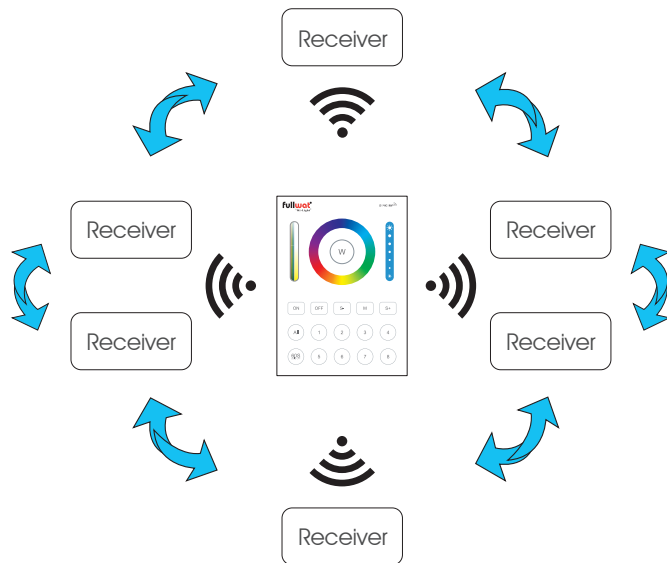 Receiver
fullwat
Receiver
Receiver
W
Receiver
Receiver
ON OFF S- M S+
All 1 2 3 4
5 6 7 8
Receiver